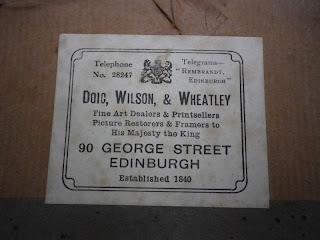 Telephone
No. 28247
Telegrams—
"REMBRANDT,
EDINBURGH"
DOIG, WILSON, & WHEATLEY
Fine Art Dealers & Printsellers
Picture Restorers & Framers to
His Majesty the King
90 GEORGE STREET
EDINBURGH
Established 1840